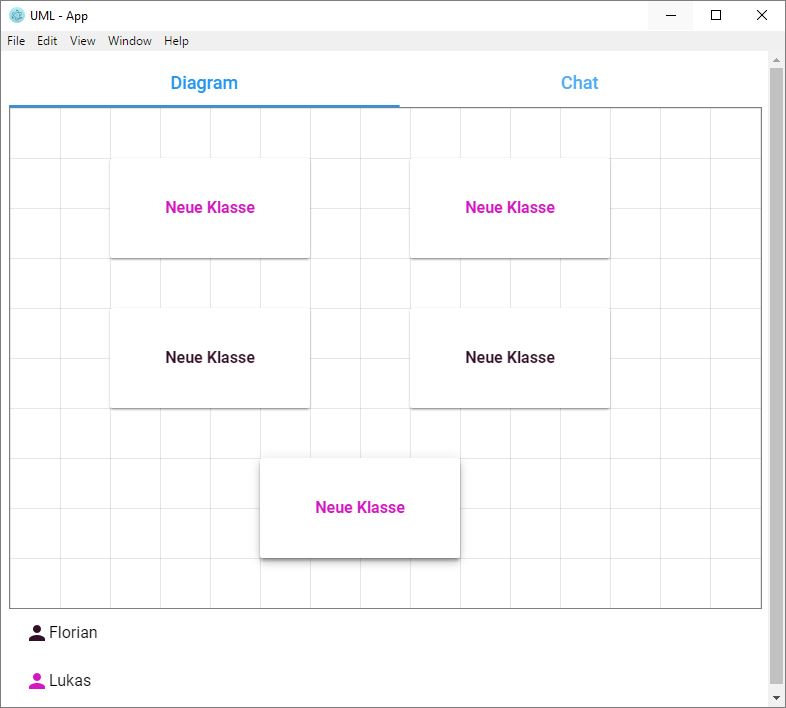 UML - App
File Edit View Window Help
Diagram Chat
Neue Klasse Neue Klasse
Neue Klasse Neue Klasse
Neue Klasse
Florian
Lukas